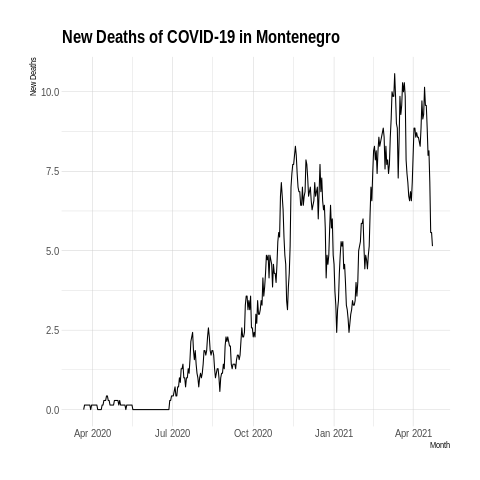 New Deaths of COVID-19 in Montenegro
New Deaths
10.0
7.5
5.0
2.5
0.0
Apr 2020 Jul 2020 Oct 2020 Jan 2021 Apr 2021
Month